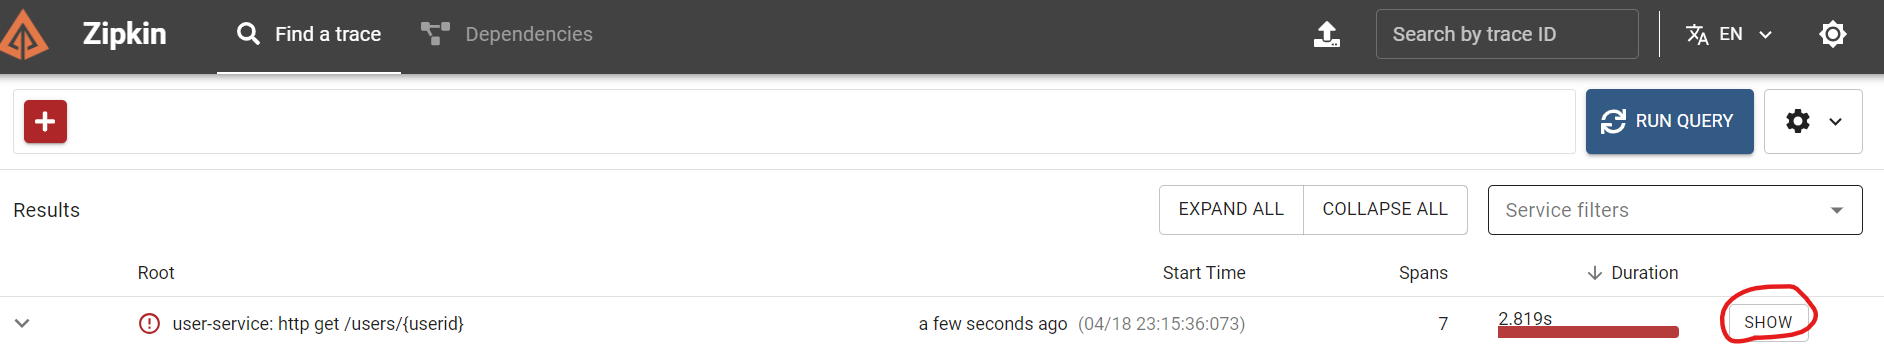 Zipkin Find a trace Dependencies Search by trace ID EN
RUN QUERY
Results EXPAND ALL COLLAPSE ALL Service filters
Root Start Time Spans Duration
user-service: http get /users/{userid} a few seconds ago (04/18 23:15:36:073) 7 2.819s SHOW